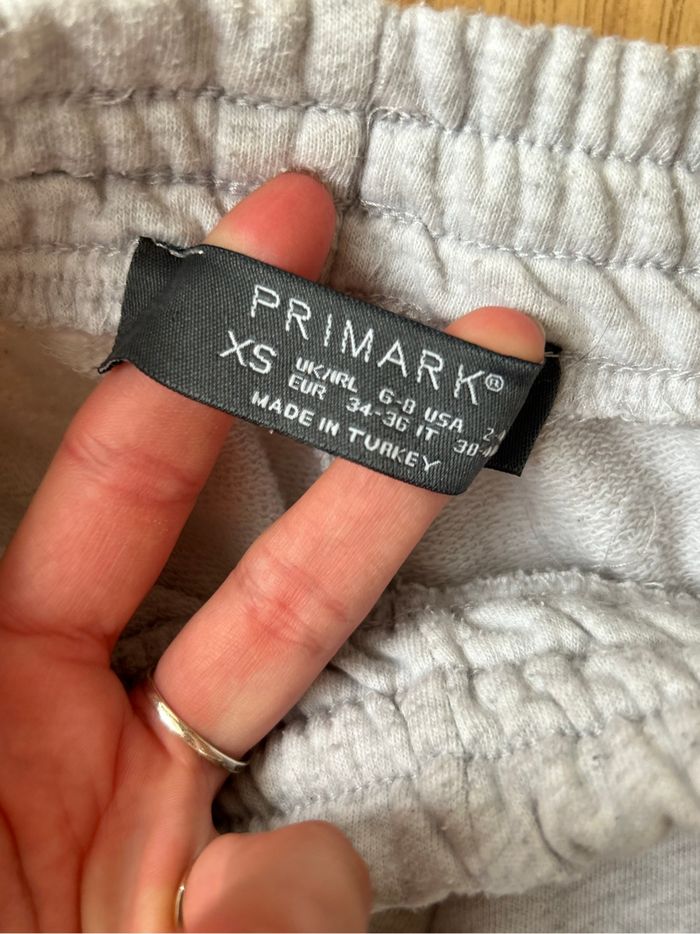 PRIMARK®
XS UK/IRL 6-8 USA
EUR 34-36 IT
MADE IN TURKEY